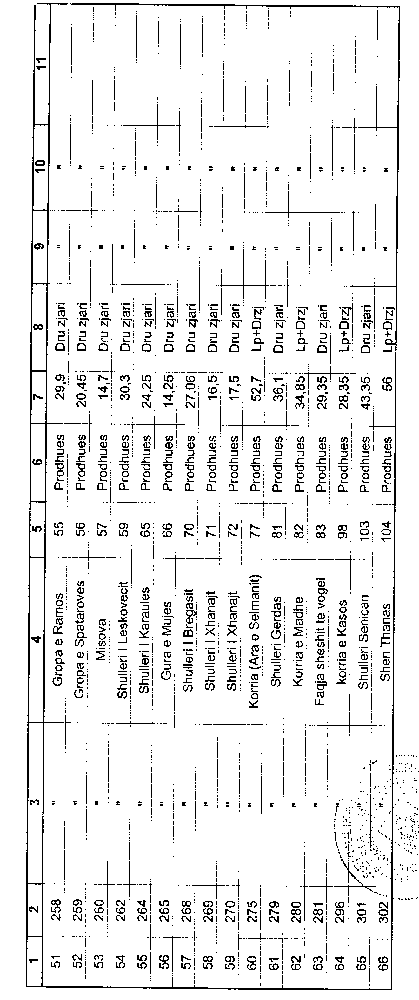 1 2 3 4 5 6 7 8 9 10 11
51 258 " Gropa e Ramos 55 Prodhues 29,9 Dru zjari " "
52 259 " Gropa e Spataroves 56 Prodhues 20,45 Dru zjari " "
53 260 " Misova 57 Prodhues 14,7 Dru zjari " "
54 262 " Shulleri I Leskovecit 59 Prodhues 30,3 Dru zjari " "
55 264 " Shulleri I Karaules 65 Prodhues 24,25 Dru zjari " "
56 265 " Gura e Mujes 66 Prodhues 14,25 Dru zjari " "
57 268 " Shulleri I Bregasit 70 Prodhues 27,06 Dru zjari " "
58 269 " Shulleri I Xhanajt 71 Prodhues 16,5 Dru zjari " "
59 270 " Shulleri I Xhanajt 72 Prodhues 17,5 Dru zjari " "
60 275 " Korria (Ara e Selmanit) 77 Prodhues 52,7 Lp+Drzj " "
61 279 " Shulleri Gerdas 81 Prodhues 36,1 Dru zjari " "
62 280 " Korria e Madhe 82 Prodhues 34,85 Lp+Drzj " "
63 281 " Faqja sheshit te vogel 83 Prodhues 29,35 Dru zjari " "
64 296 " korria e Kasos 98 Prodhues 28,35 Lp+Drzj " "
65 301 " Shulleri Senican 103 Prodhues 43,35 Dru zjari " "
66 302 " Shen Thanas 104 Prodhues 56 Lp+Drzj " "